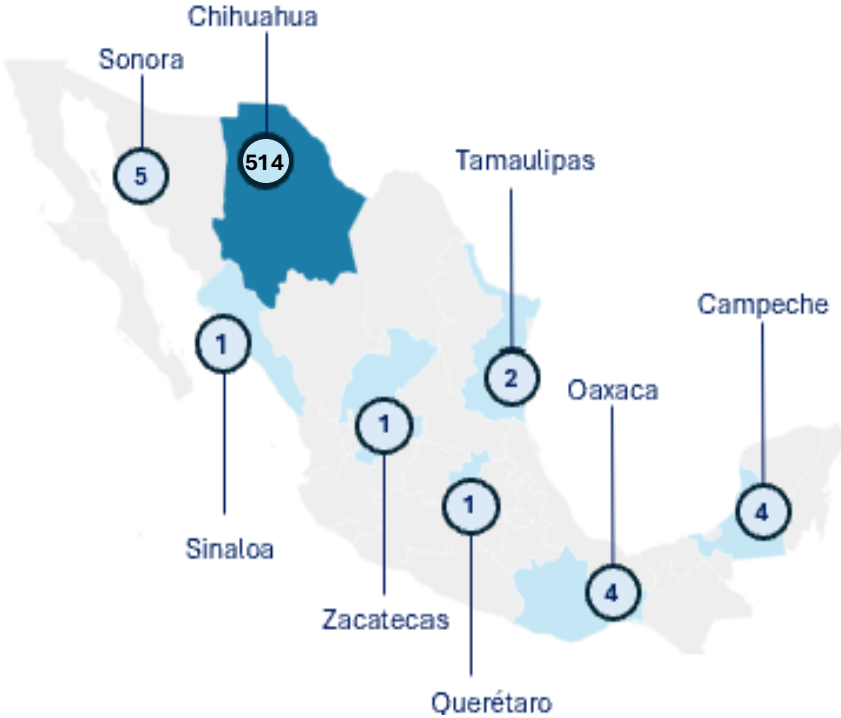 Chihuahua
Sonora
514
5
Tamaulipas
Campeche
1
2
Oaxaca
1
1
4
Sinaloa
4
Zacatecas
Querétaro